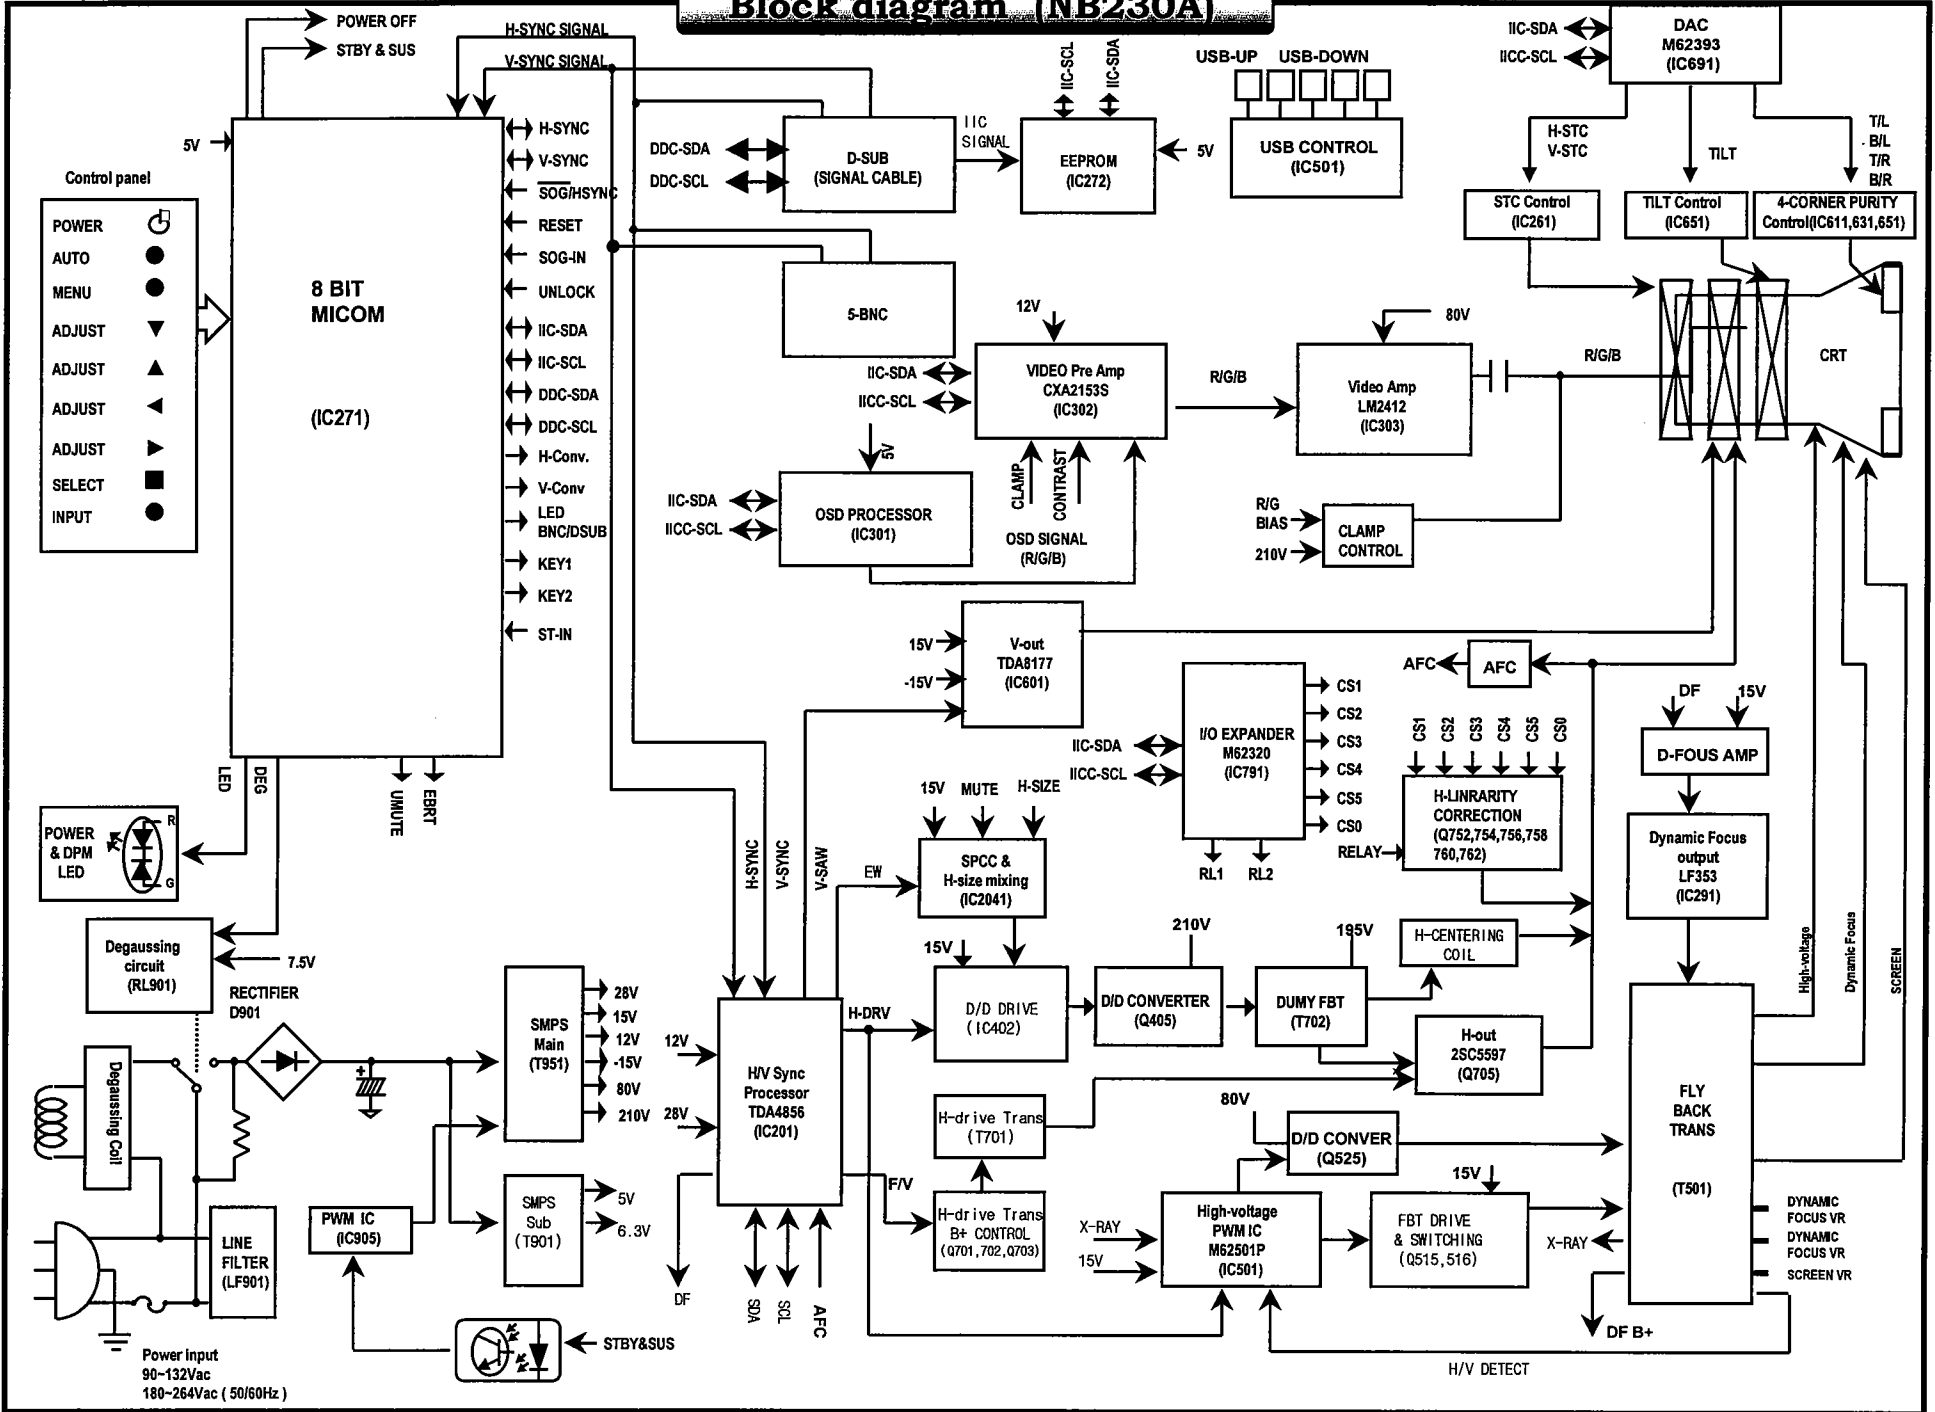 Block diagram (NB230A)
POWER OFF
STBY & SUS
H-SYNC SIGNAL
V-SYNC SIGNAL
5V
8 BIT
MICOM
(IC271)
H-SYNC
V-SYNC
SOG/HSYNC
RESET
SOG-IN
UNLOCK
IIC-SDA
IIC-SCL
DDC-SDA
DDC-SCL
H-Conv.
V-Conv
LED
BNC/DSUB
KEY1
KEY2
ST-IN
LED
DEG
UMUTE
EBRT
Control panel
POWER
AUTO
MENU
ADJUST
ADJUST
ADJUST
ADJUST
SELECT
INPUT
DDC-SDA
DDC-SCL
D-SUB
(SIGNAL CABLE)
IIC
SIGNAL
IIC-SCL
IIC-SDA
EEPROM
(IC272)
5V
USB-UP
USB-DOWN
USB CONTROL
(IC501)
IIC-SDA
IICC-SCL
DAC
M62393
(IC691)
H-STC
V-STC
TILT
T/L
B/L
T/R
B/R
STC Control
(IC261)
TILT Control
(IC651)
4-CORNER PURITY
Control(IC611,631,651)
5-BNC
12V
IIC-SDA
IICC-SCL
VIDEO Pre Amp
CXA2153S
(IC302)
R/G/B
80V
Video Amp
LM2412
(IC303)
R/G/B
CRT
5V
IIC-SDA
IICC-SCL
OSD PROCESSOR
(IC301)
CLAMP
CONTRAST
OSD SIGNAL
(R/G/B)
R/G
BIAS
210V
CLAMP
CONTROL
15V
-15V
V-out
TDA8177
(IC601)
AFC
AFC
IIC-SDA
IICC-SCL
I/O EXPANDER
M62320
(IC791)
CS1
CS2
CS3
CS4
CS5
CS0
RL1
RL2
CS1
CS2
CS3
CS4
CS5
CS0
H-LINRARITY
CORRECTION
(Q752,754,756,758
760,762)
RELAY
DF
15V
D-FOUS AMP
Dynamic Focus
output
LF353
(IC291)
High-voltage
Dynamic Focus
SCREEN
15V
MUTE
H-SIZE
SPCC &
H-size mixing
(IC2041)
EW
H-SYNC
V-SYNC
V-SAW
POWER
& DPM
LED
R
G
Degaussing
circuit
(RL901)
7.5V
RECTIFIER
D901
+
Degaussing Coil
SMPS
Main
(T951)
28V
15V
12V
-15V
80V
210V
SMPS
Sub
(T901)
5V
6.3V
PWM IC
(IC905)
LINE
FILTER
(LF901)
Power input
90~132Vac
180~264Vac ( 50/60Hz )
STBY&SUS
12V
28V
H/V Sync
Processor
TDA4856
(IC201)
DF
SDA
SCL
AFC
H-DRV
F/V
15V
D/D DRIVE
(IC402)
210V
D/D CONVERTER
(Q405)
195V
DUMY FBT
(T702)
H-CENTERING
COIL
H-out
2SC5597
(Q705)
H-drive Trans
(T701)
H-drive Trans
B+ CONTROL
(Q701,702,Q703)
80V
D/D CONVER
(Q525)
X-RAY
15V
High-voltage
PWM IC
M62501P
(IC501)
15V
FBT DRIVE
& SWITCHING
(Q515,516)
FLY
BACK
TRANS
(T501)
X-RAY
DF B+
DYNAMIC
FOCUS VR
DYNAMIC
FOCUS VR
SCREEN VR
H/V DETECT